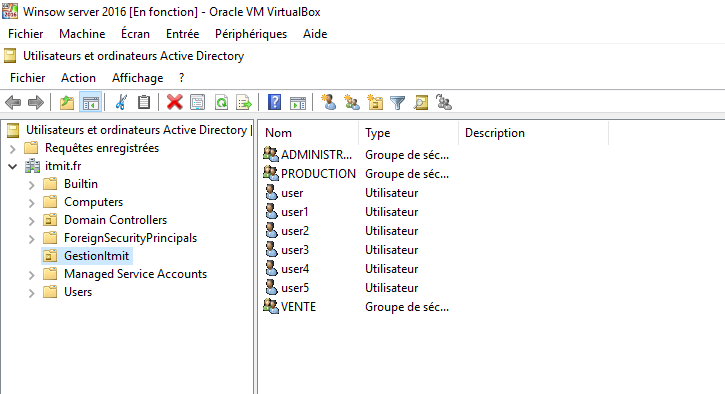 Winsow server 2016 [En fonction] - Oracle VM VirtualBox
Fichier Machine Écran Entrée Périphériques Aide
Utilisateurs et ordinateurs Active Directory
Fichier Action Affichage ?
Utilisateurs et ordinateurs Active Directory [
Requêtes enregistrées
itmit.fr
Builtin
Computers
Domain Controllers
ForeignSecurityPrincipals
GestionItmit
Managed Service Accounts
Users
Nom Type Description
ADMINISTR... Groupe de séc...
PRODUCTION Groupe de séc...
user Utilisateur
user1 Utilisateur
user2 Utilisateur
user3 Utilisateur
user4 Utilisateur
user5 Utilisateur
VENTE Groupe de séc...